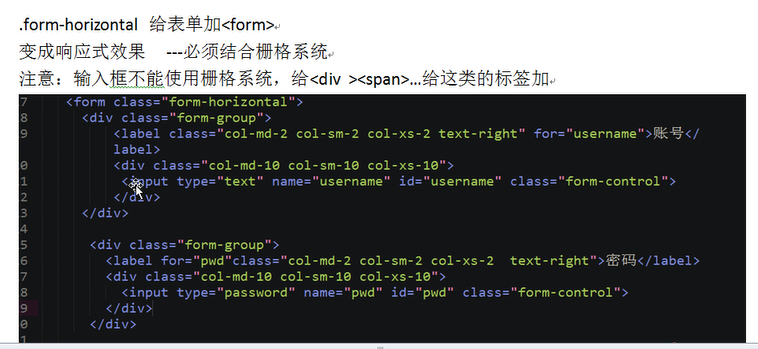 .form-horizontal 给表单加<form>
变成响应式效果 ---必须结合栅格系统
注意：输入框不能使用栅格系统，给<div ><span>…给这类的标签加
7 <form class="form-horizontal">
8 <div class="form-group">
9 <label class="col-md-2 col-sm-2 col-xs-2 text-right" for="username">账号</
label>
0 <div class="col-md-10 col-sm-10 col-xs-10">
1 <input type="text" name="username" id="username" class="form-control">
2 </div>
3 </div>
4
5 <div class="form-group">
6 <label for="pwd"class="col-md-2 col-sm-2 col-xs-2 text-right">密码</label>
7 <div class="col-md-10 col-sm-10 col-xs-10">
8 <input type="password" name="pwd" id="pwd" class="form-control">
9 </div>
0 </div>
1